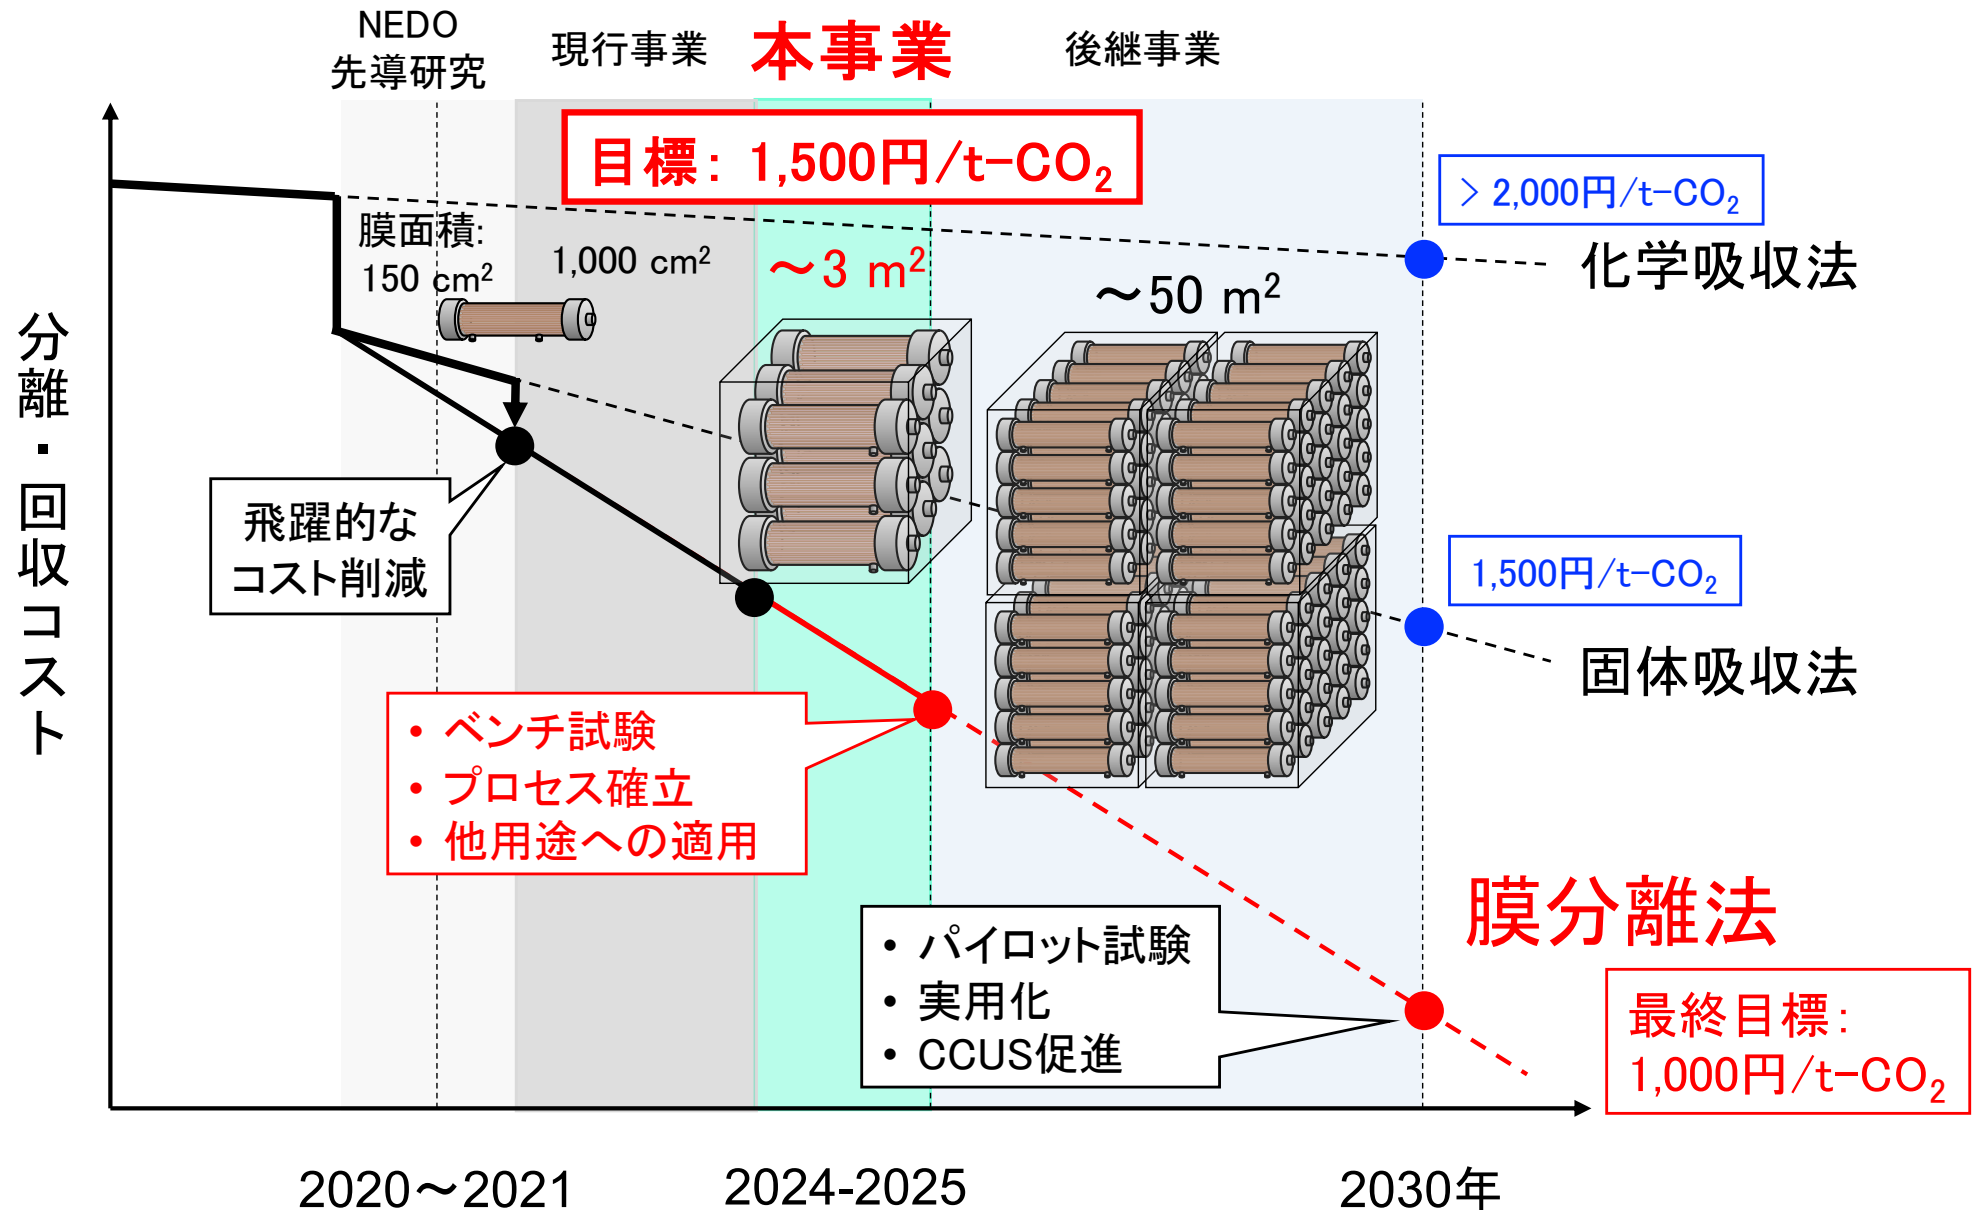 NEDO
先導研究
現行事業
本事業
後継事業
目標： 1,500円/t-CO₂
> 2,000円/t-CO₂
化学吸収法
膜面積:
150 cm²
1,000 cm²
～3 m²
～50 m²
分離・回収コスト
飛躍的な
コスト削減
1,500円/t-CO₂
固体吸収法
• ベンチ試験
• プロセス確立
• 他用途への適用
膜分離法
• パイロット試験
• 実用化
• CCUS促進
最終目標：
1,000円/t-CO₂
2020～2021
2024-2025
2030年